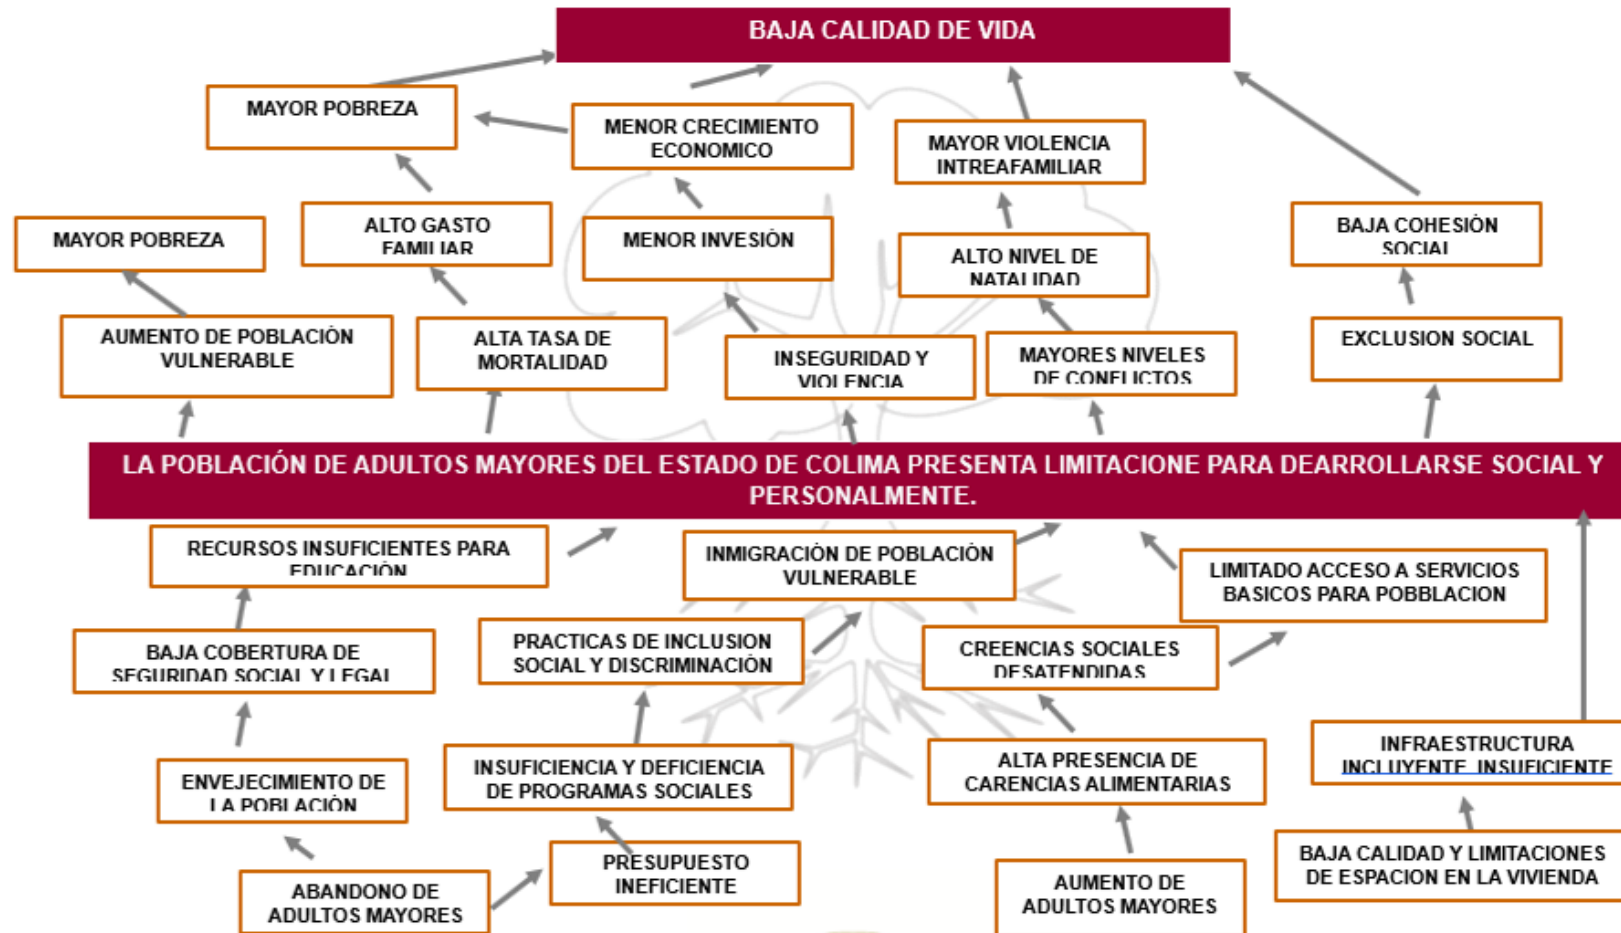 BAJA CALIDAD DE VIDA
MAYOR POBREZA
MENOR CRECIMIENTO
ECONOMICO
MAYOR VIOLENCIA
INTREAFAMILIAR
MAYOR POBREZA
ALTO GASTO
FAMILIAR
MENOR INVESIÓN
ALTO NIVEL DE
NATALIDAD
BAJA COHESIÓN
SOCIAL
AUMENTO DE POBLACIÓN
VULNERABLE
ALTA TASA DE
MORTALIDAD
INSEGURIDAD Y
VIOLENCIA
MAYORES NIVELES
DE CONFLICTOS
EXCLUSION SOCIAL
LA POBLACIÓN DE ADULTOS MAYORES DEL ESTADO DE COLIMA PRESENTA LIMITACIONE PARA DEARROLLARSE SOCIAL Y
PERSONALMENTE.
RECURSOS INSUFICIENTES PARA
EDUCACIÓN
INMIGRACIÓN DE POBLACIÓN
VULNERABLE
LIMITADO ACCESO A SERVICIOS
BASICOS PARA POBBLACION
BAJA COBERTURA DE
SEGURIDAD SOCIAL Y LEGAL
PRACTICAS DE INCLUSION
SOCIAL Y DISCRIMINACIÓN
CREENCIAS SOCIALES
DESATENDIDAS
ENVEJECIMIENTO DE
LA POBLACIÓN
INSUFICIENCIA Y DEFICIENCIA
DE PROGRAMAS SOCIALES
ALTA PRESENCIA DE
CARENCIAS ALIMENTARIAS
INFRAESTRUCTURA
INCLUYENTE INSUFICIENTE
ABANDONO DE
ADULTOS MAYORES
PRESUPUESTO
INEFICIENTE
AUMENTO DE
ADULTOS MAYORES
BAJA CALIDAD Y LIMITACIONES
DE ESPACION EN LA VIVIENDA